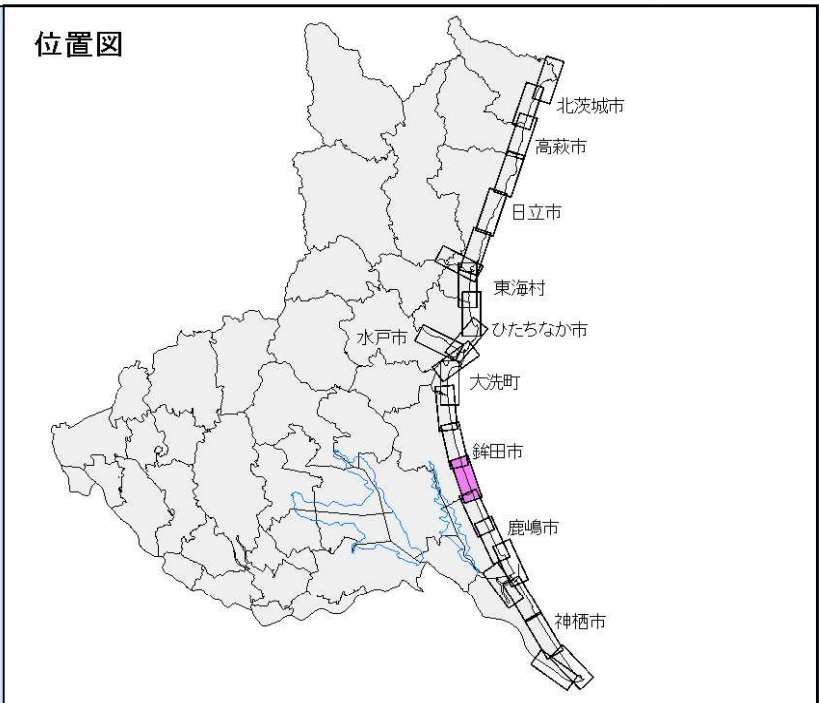 位置図
北茨城市
高萩市
日立市
東海村
ひたちなか市
水戸市
大洗町
鉾田市
鹿嶋市
神栖市